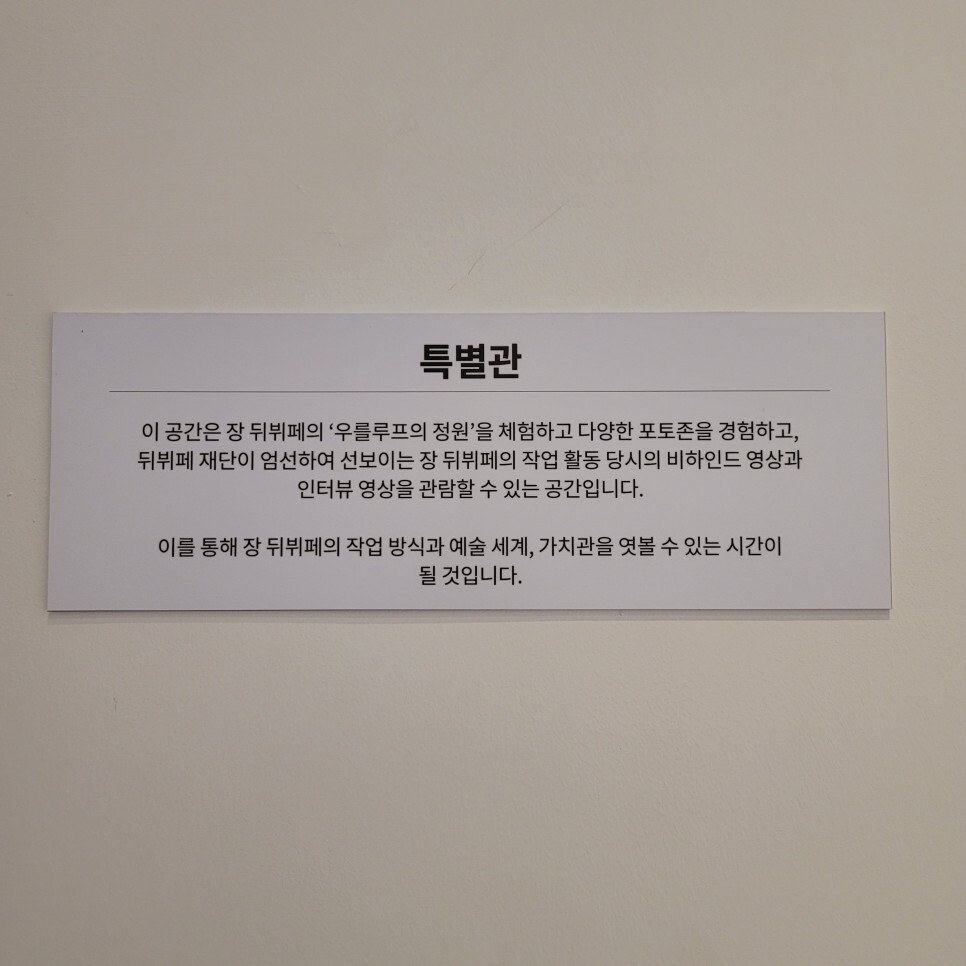 특별관
이 공간은 장 뒤뷔페의 ‘우를루프의 정원’을 체험하고 다양한 포토존을 경험하고,
뒤뷔페 재단이 엄선하여 선보이는 장 뒤뷔페의 작업 활동 당시의 비하인드 영상과
인터뷰 영상을 관람할 수 있는 공간입니다.
이를 통해 장 뒤뷔페의 작업 방식과 예술 세계, 가치관을 엿볼 수 있는 시간이
될 것입니다.